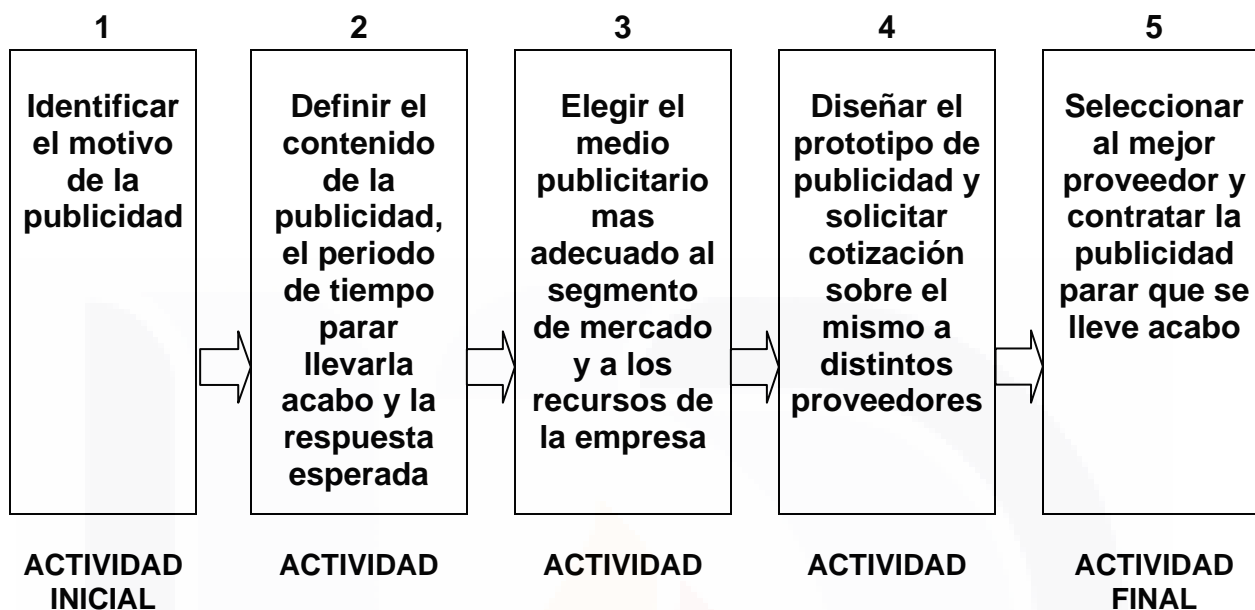 1
Identificar
el motivo
de la
publicidad
ACTIVIDAD
INICIAL
2
Definir el
contenido
de la
publicidad,
el periodo
de tiempo
parar
llevarla
acabo y la
respuesta
esperada
ACTIVIDAD
3
Elegir el
medio
publicitario
mas
adecuado al
segmento
de mercado
y a los
recursos de
la empresa
ACTIVIDAD
4
Diseñar el
prototipo de
publicidad y
solicitar
cotización
sobre el
mismo a
distintos
proveedores
ACTIVIDAD
5
Seleccionar
al mejor
proveedor y
contratar la
publicidad
parar que se
lleve acabo
ACTIVIDAD
FINAL